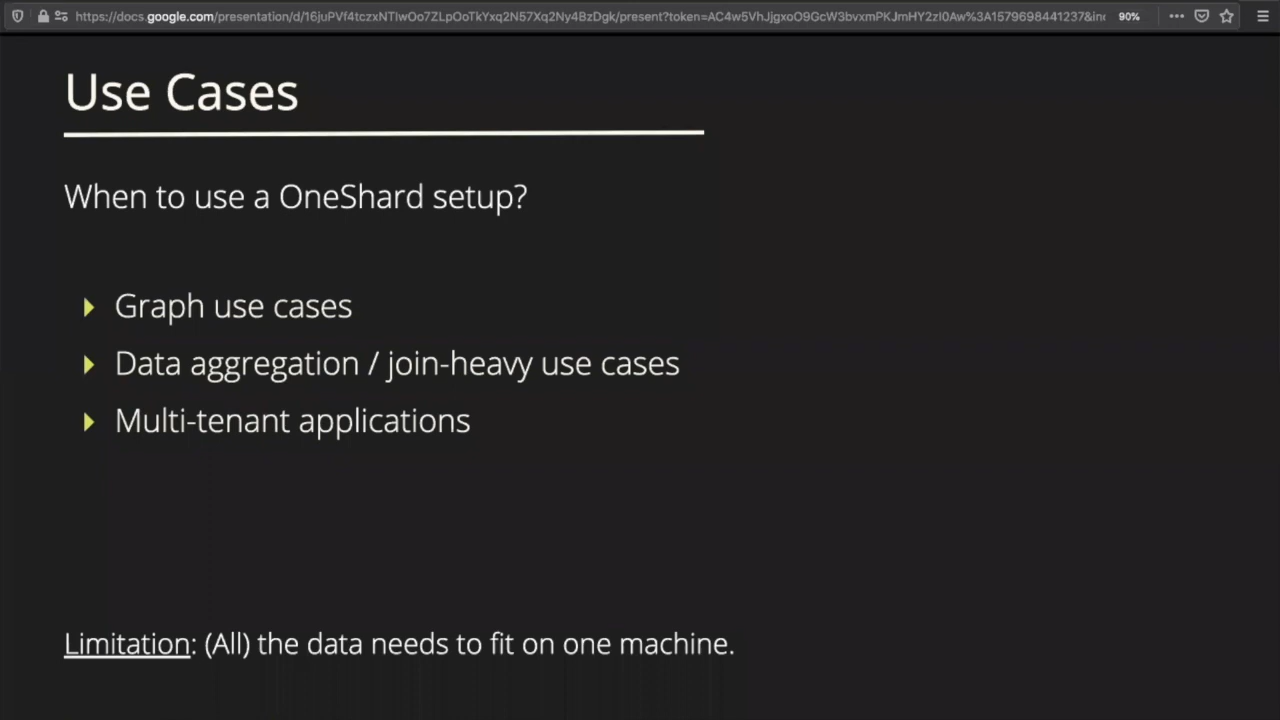 https://docs.google.com/presentation/d/16juPVf4tczxNTlwOo7ZLpOoTkYxq2N57Xq2Ny4BzDgk/present?token=AC4w5VhJjgxoO9GcW3bvxmPKJmHY2zI0Aw%3A1579698441237&inc 90%
Use Cases
When to use a OneShard setup?
Graph use cases
Data aggregation / join-heavy use cases
Multi-tenant applications
Limitation: (All) the data needs to fit on one machine.